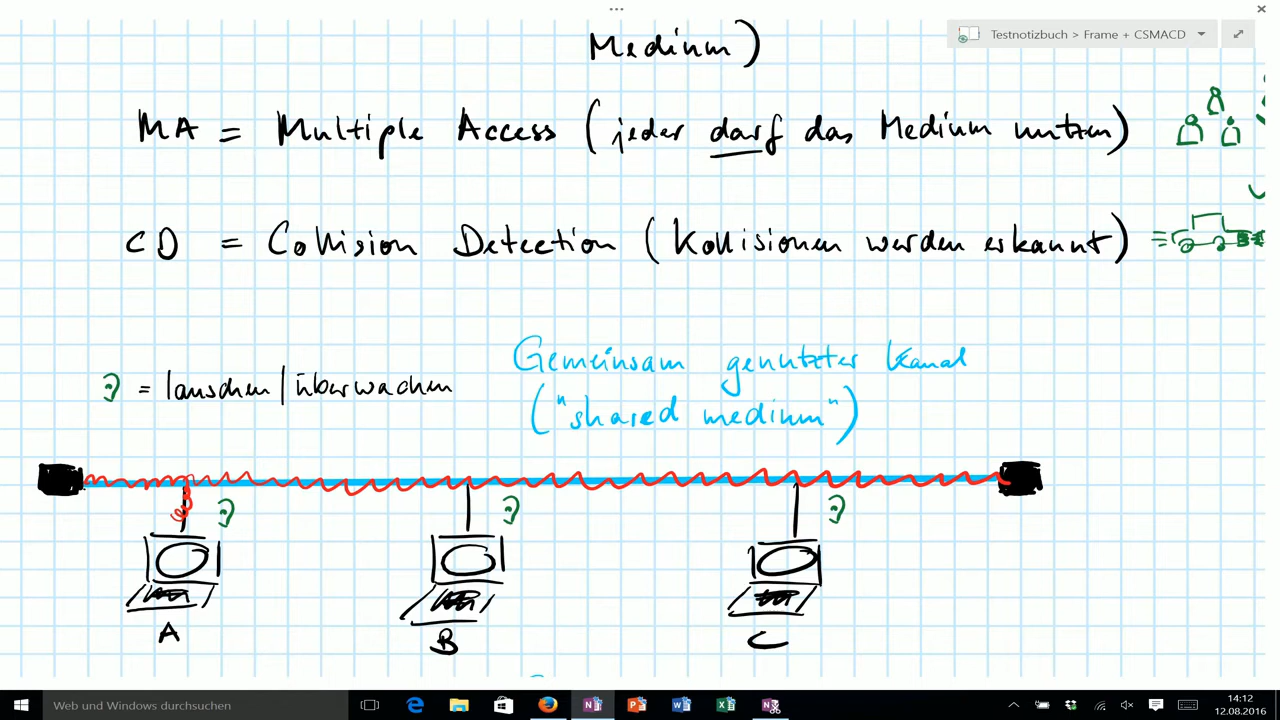 Testnotizbuch > Frame + CSMACD
Medium)
MA = Multiple Access (jeder darf das Medium nutzen)
CD = Collision Detection (Kollisionen werden erkannt)
Gemeinsam genutzter Kanal
("shared medium")
= lauschen/überwachen
A
B
C
Web und Windows durchsuchen
14:12
12.08.2016